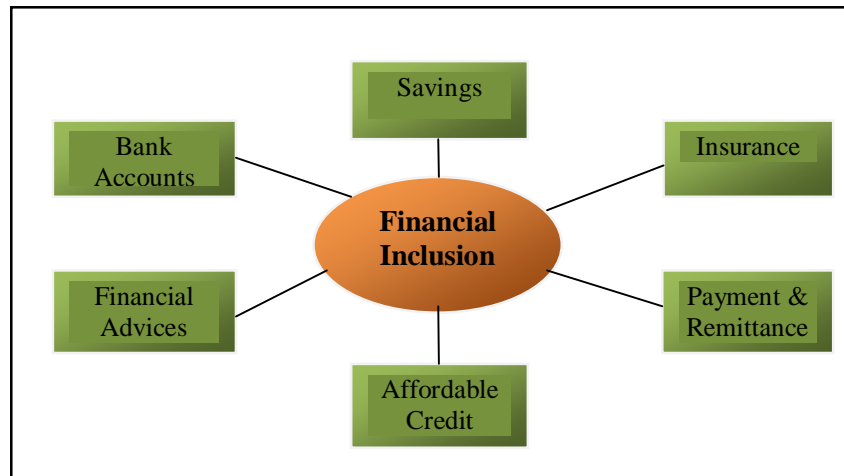 Savings
Bank
Accounts
Insurance
Financial
Inclusion
Financial
Advices
Payment &
Remittance
Affordable
Credit